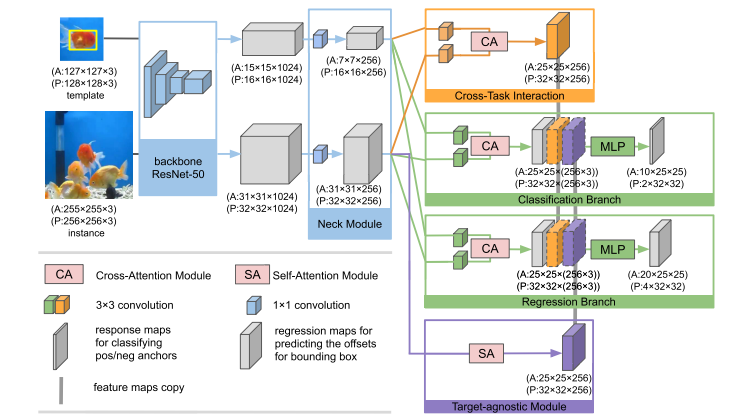 (A:127×127×3)
(P:128×128×3)
template
(A:255×255×3)
(P:256×256×3)
instance
backbone
ResNet-50
(A:15×15×1024)
(P:16×16×1024)
(A:31×31×1024)
(P:32×32×1024)
(A:7×7×256)
(P:16×16×256)
(A:31×31×256)
(P:32×32×256)
Neck Module
CA
(A:25×25×256)
(P:32×32×256)
Cross-Task Interaction
CA
MLP
(A:25×25×(256×3))
(P:32×32×(256×3))
(A:10×25×25)
(P:2×32×32)
Classification Branch
CA
MLP
(A:25×25×(256×3))
(P:32×32×(256×3))
(A:20×25×25)
(P:4×32×32)
Regression Branch
SA
(A:25×25×256)
(P:32×32×256)
Target-agnostic Module
CA
Cross-Attention Module
SA
Self-Attention Module
3×3 convolution
1×1 convolution
response maps
for classifying
pos/neg anchors
regression maps for
predicting the offsets
for bounding box
feature maps copy